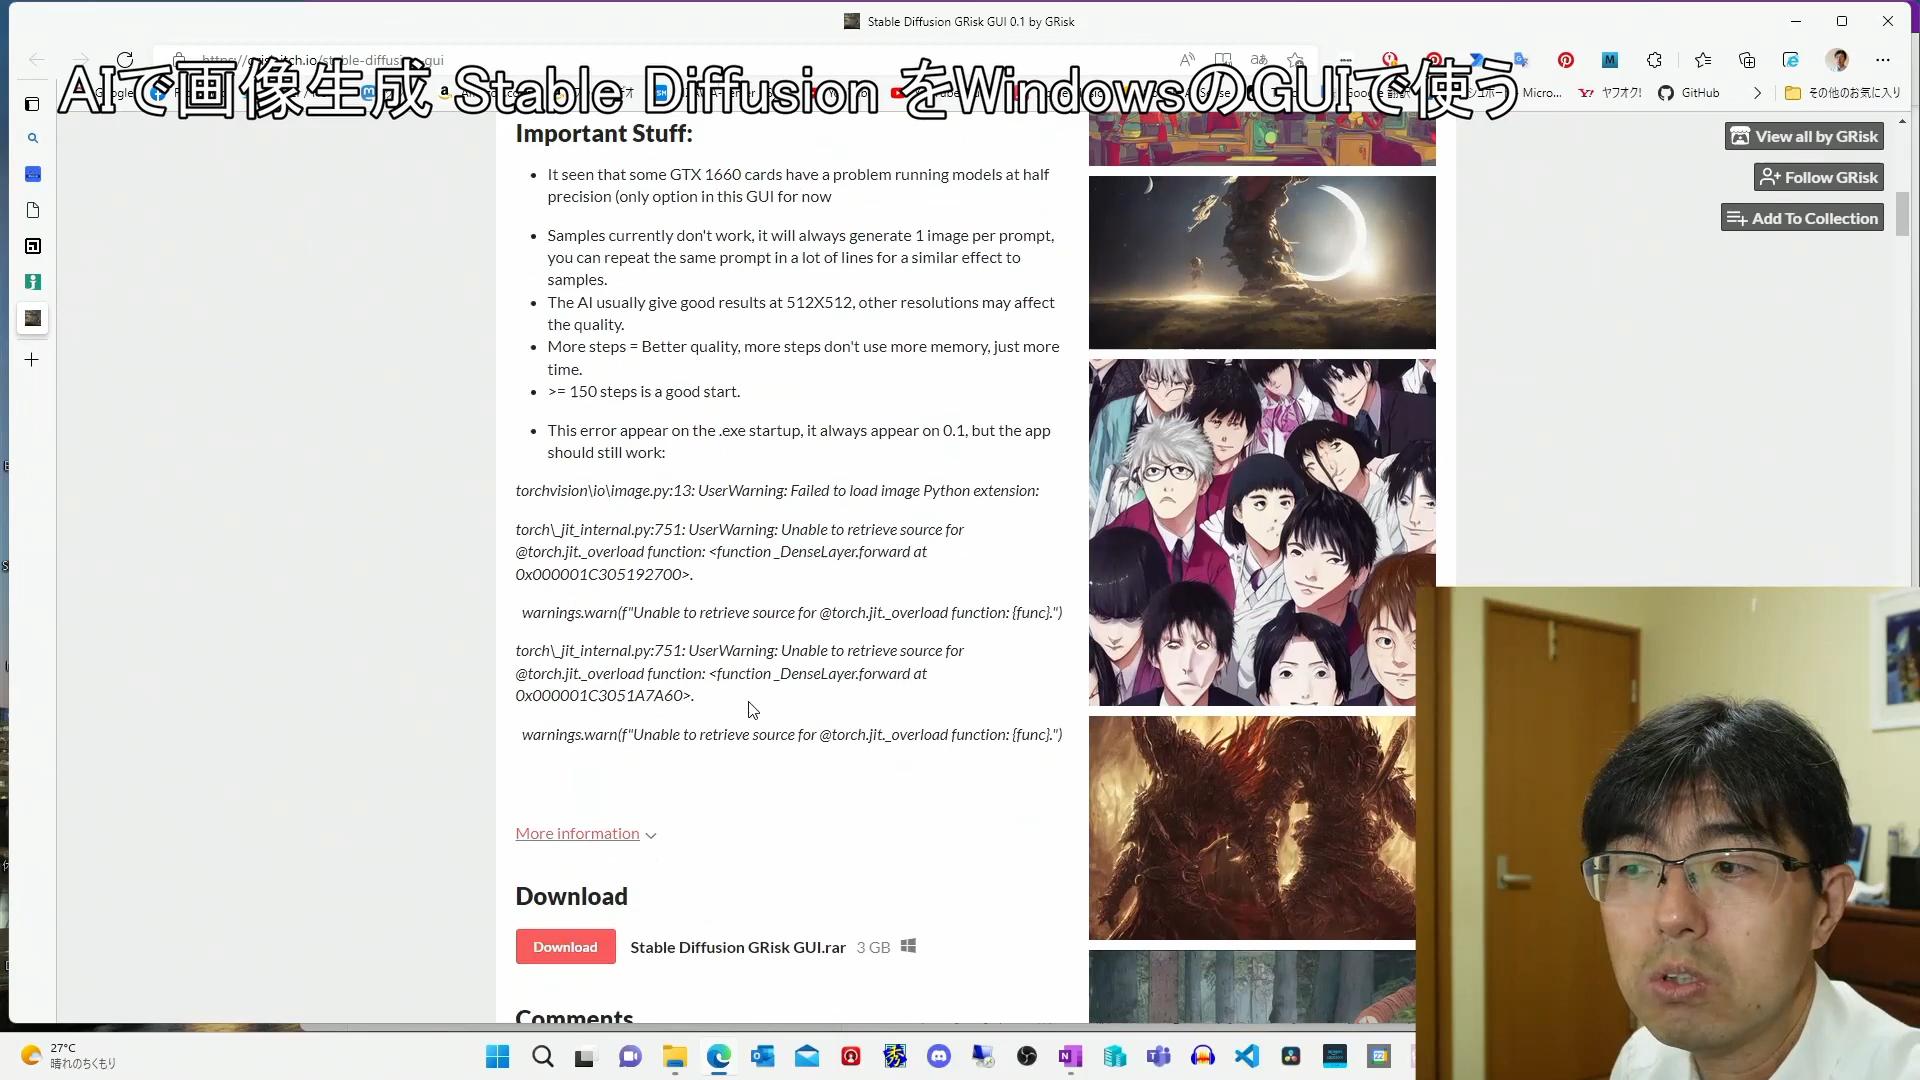 Stable Diffusion GRisk GUI 0.1 by GRisk
AIで画像生成 Stable Diffusion をWindowsのGUIで使う
GitHub
ヤフオク!
その他のお気に入り
View all by GRisk
Follow GRisk
Add To Collection
Important Stuff:
It seen that some GTX 1660 cards have a problem running models at half
precision (only option in this GUI for now
Samples currently don't work, it will always generate 1 image per prompt,
you can repeat the same prompt in a lot of lines for a similar effect to
samples.
The AI usually give good results at 512X512, other resolutions may affect
the quality.
More steps = Better quality, more steps don't use more memory, just more
time.
>= 150 steps is a good start.
This error appear on the .exe startup, it always appear on 0.1, but the app
should still work:
torchvision\io\image.py:13: UserWarning: Failed to load image Python extension:
torch\_jit_internal.py:751: UserWarning: Unable to retrieve source for
@torch.jit._overload function: <function _DenseLayer.forward at
0x000001C305192700>.
warnings.warn(f"Unable to retrieve source for @torch.jit._overload function: {func}.")
torch\_jit_internal.py:751: UserWarning: Unable to retrieve source for
@torch.jit._overload function: <function _DenseLayer.forward at
0x000001C3051A7A60>.
warnings.warn(f"Unable to retrieve source for @torch.jit._overload function: {func}.")
More information
Download
Download Stable Diffusion GRisk GUI.rar 3 GB
Comments
27°C
晴れのちくもり